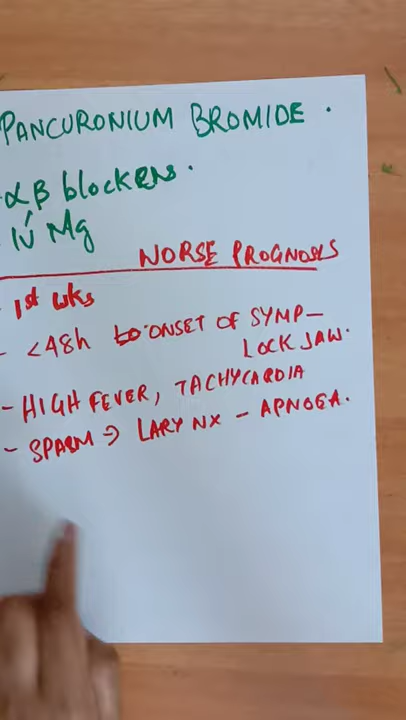 PANCURONIUM BROMIDE.
- αβ blockers.
- IV Mg
WORSE PROGNOSIS
- 1st wks
- <48h to ONSET OF SYMP-
LOCK JAW.
- HIGH FEVER, TACHYCARDIA
- SPASM → LARYNX - APNOEA.